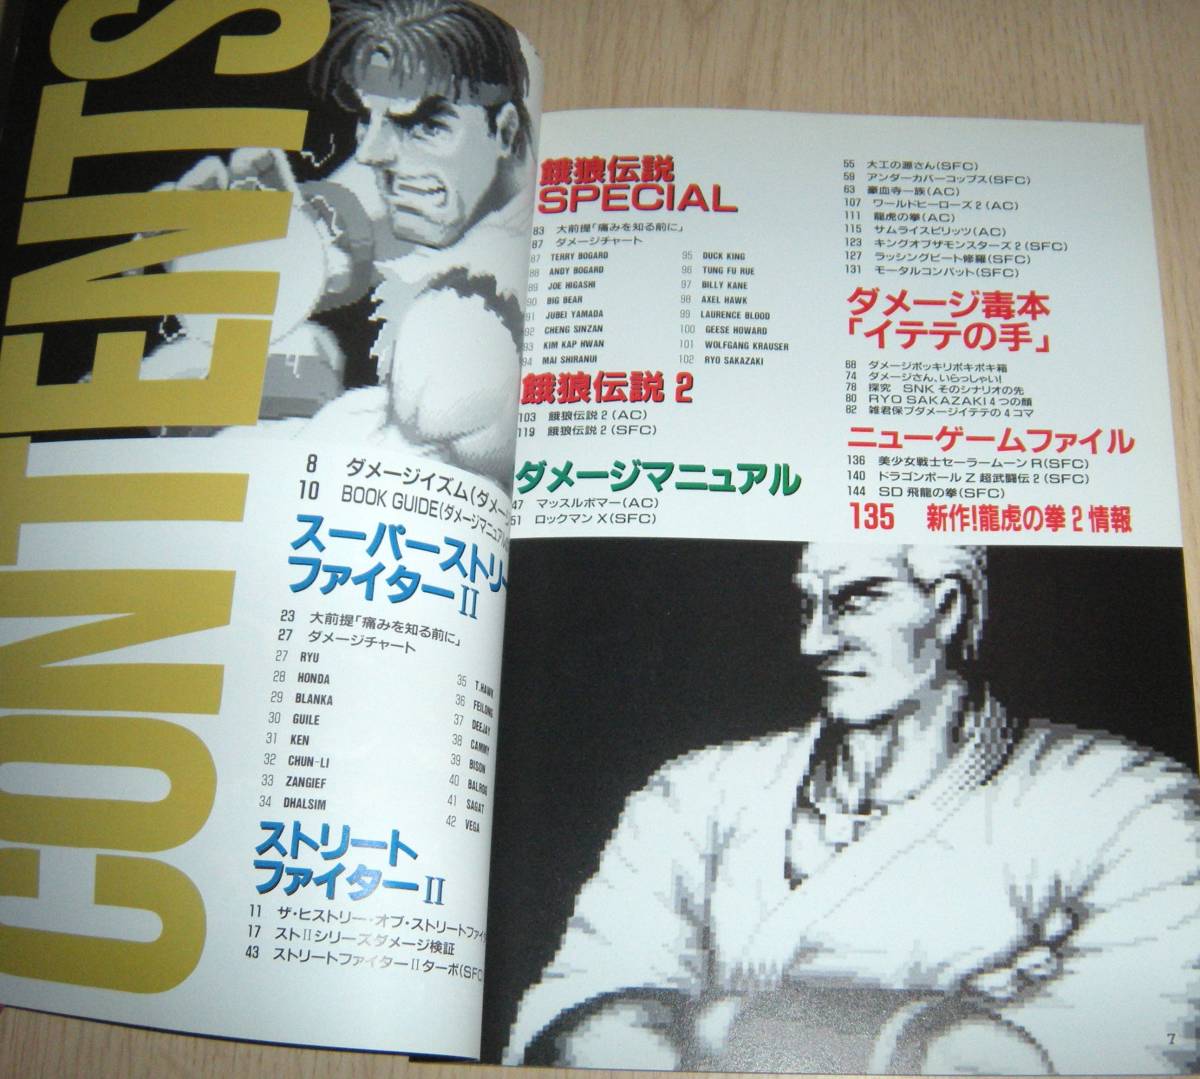 CONTENTS
8 ダメージイズム(ダメージ
10 BOOK GUIDE(ダメージマニュアル
スーパーストリー
ファイターⅡ
23 大前提「痛みを知る前に」
27 ダメージチャート
27 RYU
28 HONDA
29 BLANKA
30 GUILE
31 KEN
32 CHUN-LI
33 ZANGIEF
34 DHALSIM
35 T.HAWK
36 FEILONG
37 DEEJAY
38 CAMMY
39 BISON
40 BALROG
41 SAGAT
42 VEGA
ストリート
ファイターⅡ
11 ザ・ヒストリー・オブ・ストリートファイ
17 ストⅡシリーズダメージ検証
43 ストリートファイターⅡターボ(SFC)
餓狼伝説
SPECIAL
83 大前提「痛みを知る前に」
87 ダメージチャート
87 TERRY BOGARD
88 ANDY BOGARD
89 JOE HIGASHI
90 BIG BEAR
91 JUBEI YAMADA
92 CHENG SINZAN
93 KIM KAP HWAN
94 MAI SHIRANUI
95 DUCK KING
96 TUNG FU RUE
97 BILLY KANE
98 AXEL HAWK
99 LAURENCE BLOOD
100 GEESE HOWARD
101 WOLFGANG KRAUSER
102 RYO SAKAZAKI
餓狼伝説2
103 餓狼伝説2(AC)
119 餓狼伝説2(SFC)
ダメージマニュアル
47 マッスルボマー(AC)
51 ロックマンX(SFC)
55 大工の源さん(SFC)
59 アンダーカバーコップス(SFC)
63 豪血寺一族(AC)
107 ワールドヒーローズ2(AC)
111 龍虎の拳(AC)
115 サムライスピリッツ(AC)
123 キングオブザモンスターズ2(SFC)
127 ラッシングビート修羅(SFC)
131 モータルコンバット(SFC)
ダメージ毒本
「イテテの手」
68 ダメージポッキリポキポキ箱
74 ダメージさん、いらっしゃい!
78 探究 SNK そのシナリオの先
80 RYO SAKAZAKI 4つの顔
82 雑君保プダメージイテテの4コマ
ニューゲームファイル
136 美少女戦士セーラームーンR(SFC)
140 ドラゴンボールZ 超武闘伝2(SFC)
144 SD飛龍の拳(SFC)
135 新作!龍虎の拳2情報
7